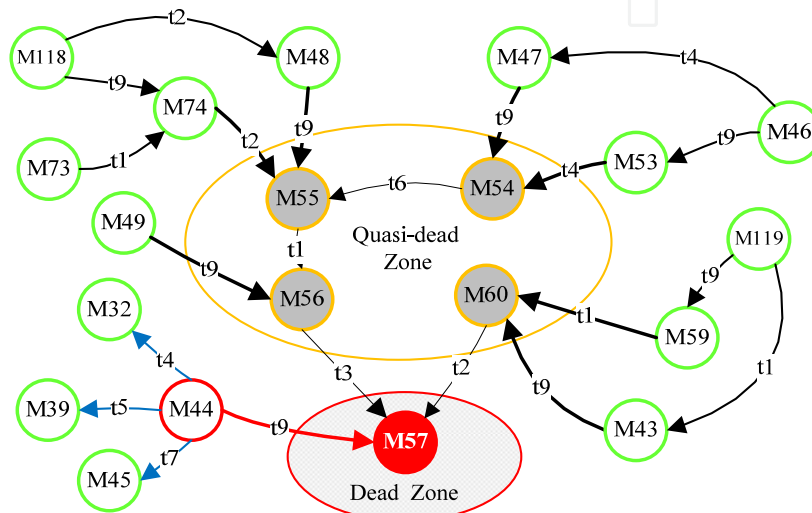 t2
M118
M48
M47
t4
t9
M74
t9
t9
M46
t2
t9
M73
t1
M53
t4
t6
M54
M55
M49
Quasi-dead
M119
t1
Zone
t9
t9
M56
M60
M32
t1
M59
t4
t3
t2
t9
t1
M39
t5
M44
t9
M57
M43
t7
M45
Dead Zone